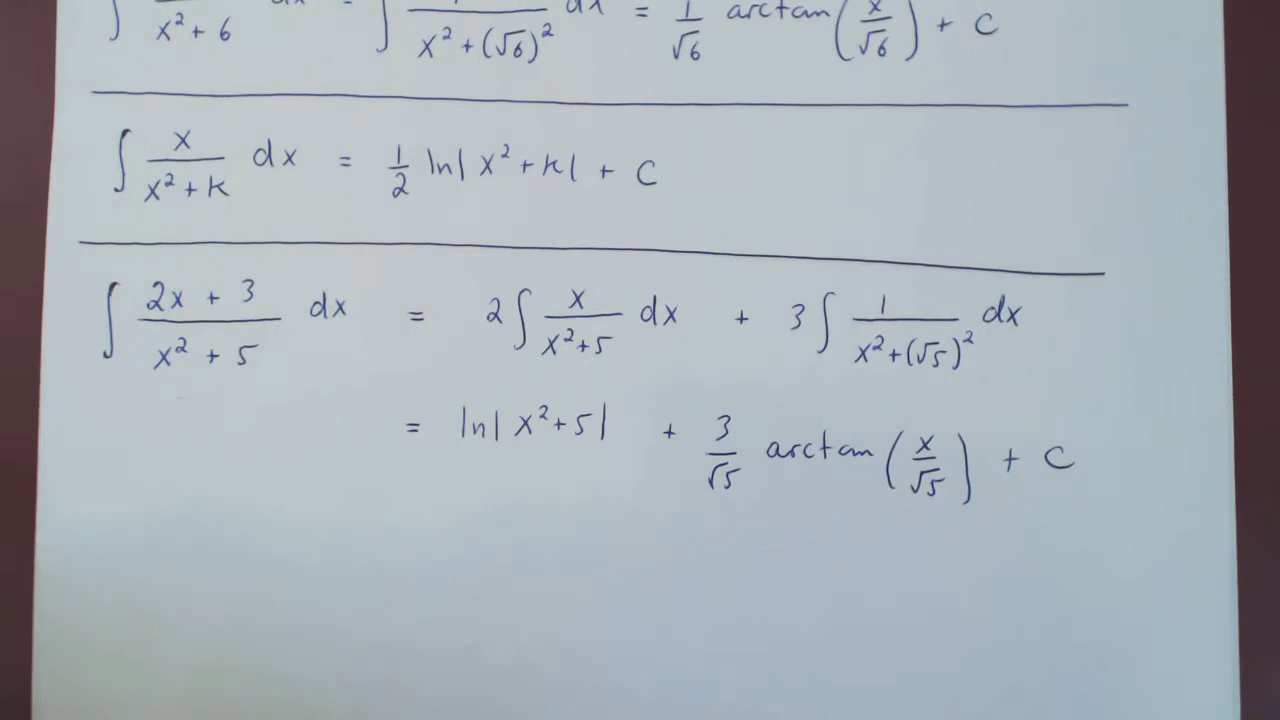 ∫ x² + 6 dx = ∫ 1/(x² + (√6)²) dx = 1/√6 arctan(x/√6) + C
∫ x/(x² + k) dx = 1/2 ln|x² + k| + C
∫ (2x + 3)/(x² + 5) dx = 2∫ x/(x² + 5) dx + 3∫ 1/(x² + (√5)²) dx
= ln|x² + 5| + 3/√5 arctan(x/√5) + C